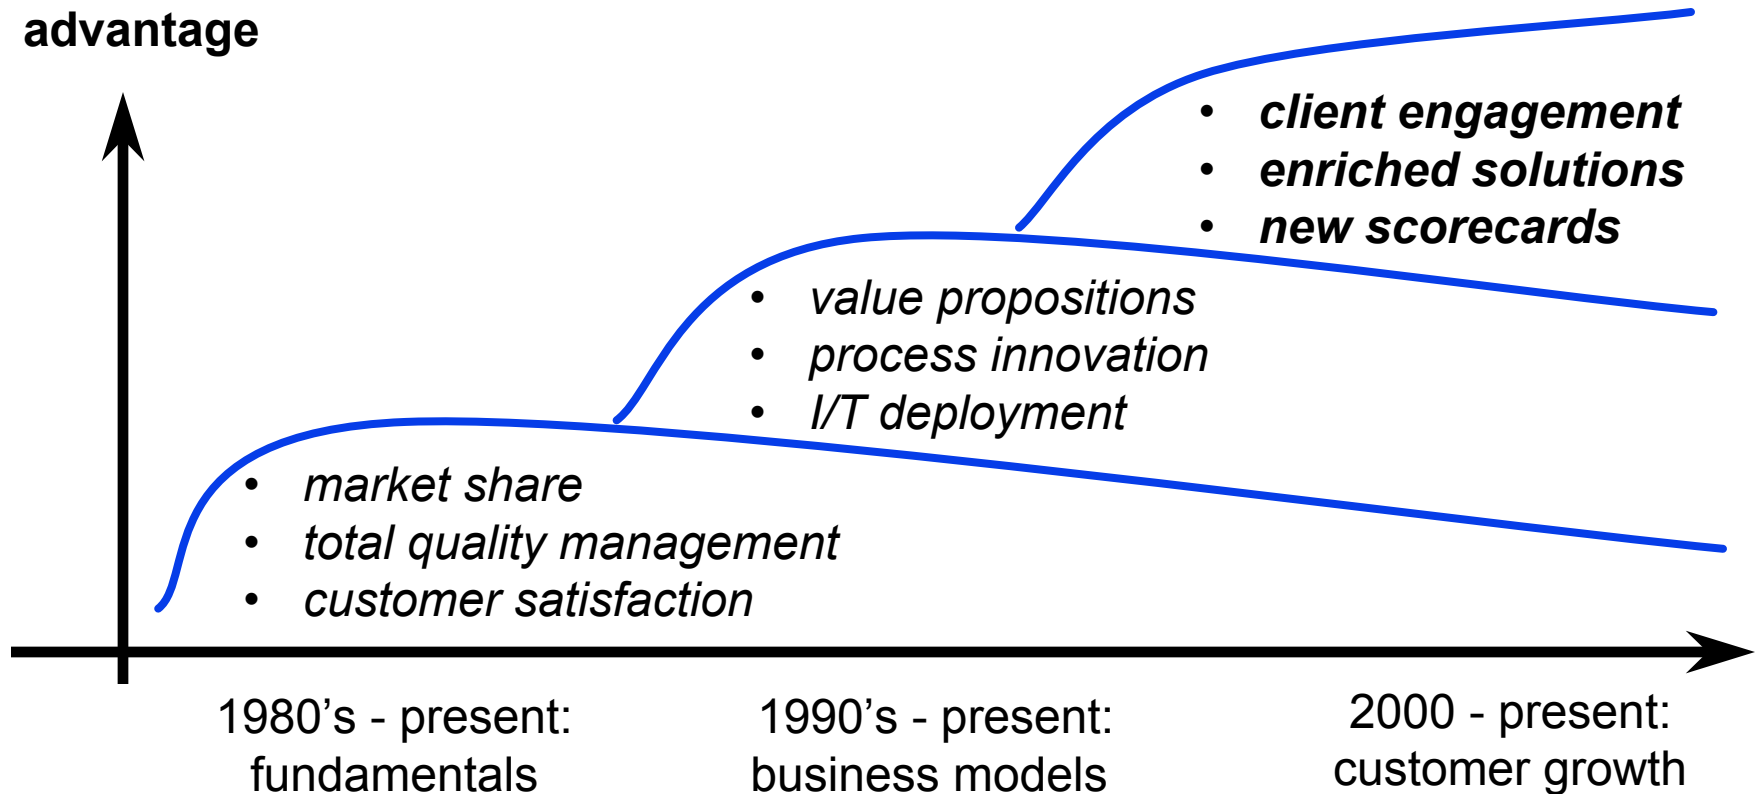 advantage
• client engagement
• enriched solutions
• new scorecards
• value propositions
• process innovation
• I/T deployment
• market share
• total quality management
• customer satisfaction
1980’s - present:
fundamentals
1990’s - present:
business models
2000 - present:
customer growth